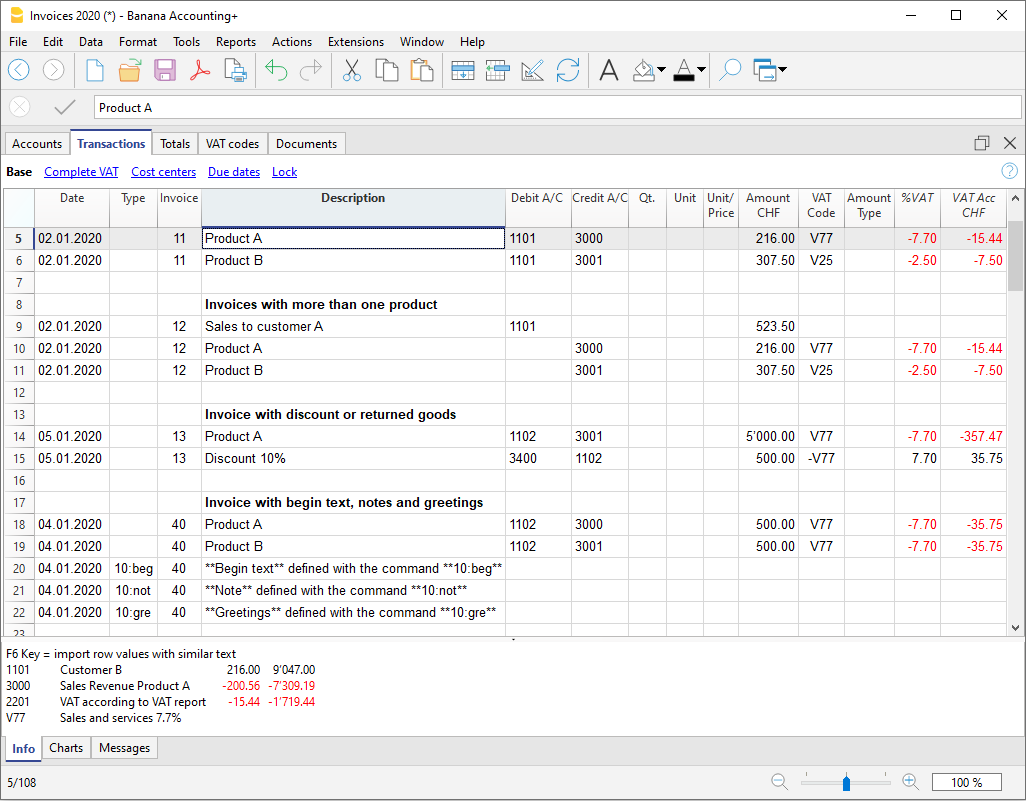 Invoices 2020 (*) - Banana Accounting+
File Edit Data Format Tools Reports Actions Extensions Window Help
Product A
Accounts Transactions Totals VAT codes Documents
Base Complete VAT Cost centers Due dates Lock
Date Type Invoice Description Debit A/C Credit A/C Qt. Unit Unit/ Price Amount CHF VAT Code Amount Type %VAT VAT Acc CHF
5 02.01.2020 11 Product A 1101 3000 216.00 V77 -7.70 -15.44
6 02.01.2020 11 Product B 1101 3001 307.50 V25 -2.50 -7.50
7
8 Invoices with more than one product
9 02.01.2020 12 Sales to customer A 1101 523.50
10 02.01.2020 12 Product A 3000 216.00 V77 -7.70 -15.44
11 02.01.2020 12 Product B 3001 307.50 V25 -2.50 -7.50
12
13 Invoice with discount or returned goods
14 05.01.2020 13 Product A 1102 3001 5'000.00 V77 -7.70 -357.47
15 05.01.2020 13 Discount 10% 3400 1102 500.00 -V77 7.70 35.75
16
17 Invoice with begin text, notes and greetings
18 04.01.2020 40 Product A 1102 3000 500.00 V77 -7.70 -35.75
19 04.01.2020 40 Product B 1102 3001 500.00 V77 -7.70 -35.75
20 04.01.2020 10:beg 40 **Begin text** defined with the command **10:beg**
21 04.01.2020 10:not 40 **Note** defined with the command **10:not**
22 04.01.2020 10:gre 40 **Greetings** defined with the command **10:gre**
23
F6 Key = import row values with similar text
1101 Customer B 216.00 9'047.00
3000 Sales Revenue Product A -200.56 -7'309.19
2201 VAT according to VAT report -15.44 -1'719.44
V77 Sales and services 7.7%
Info Charts Messages
5/108 100 %